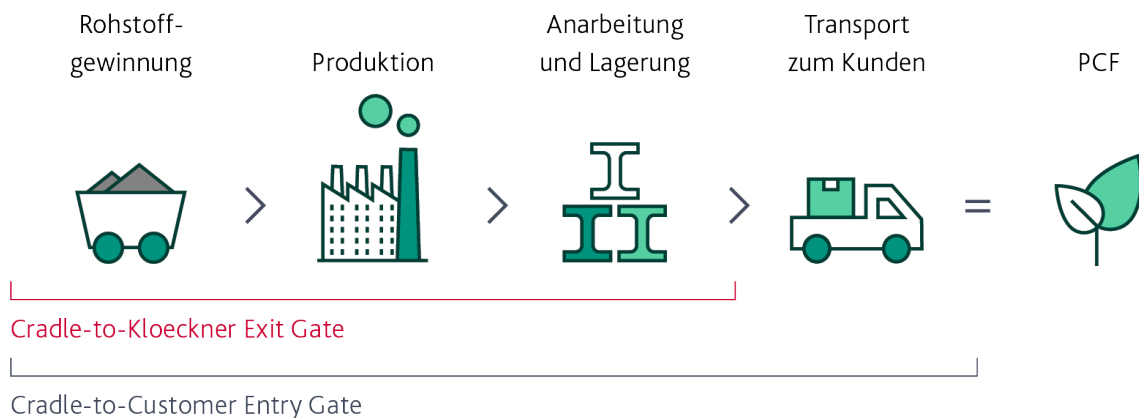 Rohstoff-
gewinnung
Produktion
Anarbeitung
und Lagerung
Transport
zum Kunden
PCF
> > > =
Cradle-to-Kloeckner Exit Gate
Cradle-to-Customer Entry Gate